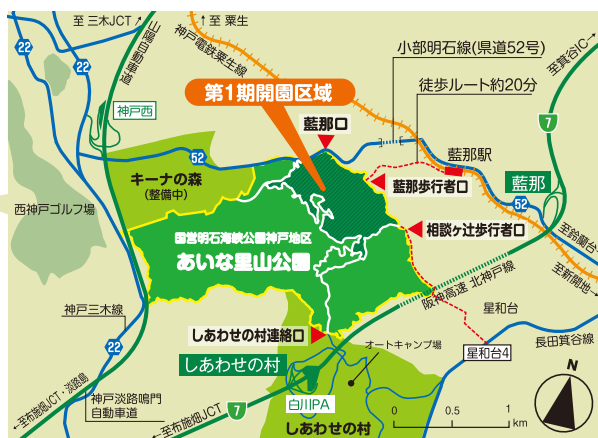 至 三木JCT
至 粟生
22
山陽自動車道
神戸電鉄粟生線
小部明石線(県道52号)
至箕谷IC
22
第1期開園区域
徒歩ルート約20分
神戸西
7
藍那口
藍那駅
52
キーナの森
(整備中)
藍那歩行者口
藍那
52
西神戸ゴルフ場
相談ヶ辻歩行者口
国営明石海峡公園神戸地区
あいな里山公園
至鈴蘭台
至新開地
阪神高速 北神戸線
神戸三木線
星和台
しあわせの村連絡口
長田箕谷線
22
オートキャンプ場
星和台4
しあわせの村
N
至布施畑JCT・淡路島
神戸淡路鳴門
自動車道
白川PA
7
至布施畑JCT
しあわせの村
0 0.5 1
km